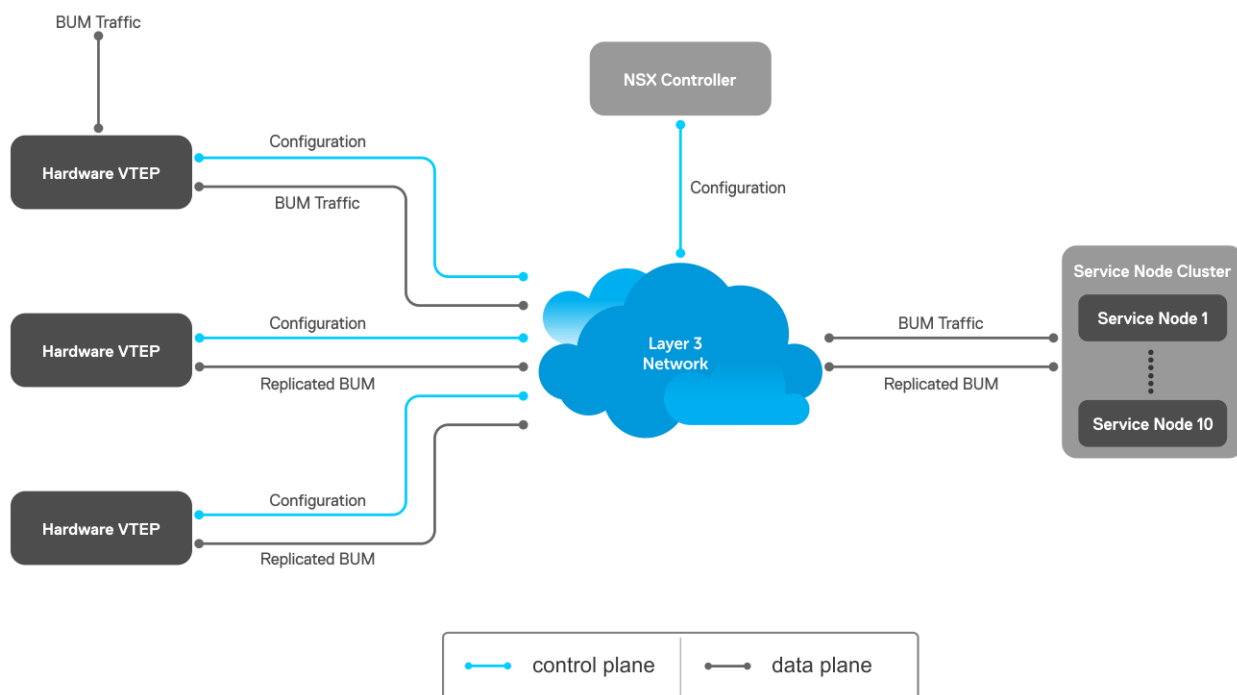 BUM Traffic
NSX Controller
Configuration
Hardware VTEP
BUM Traffic
Configuration
Service Node Cluster
Service Node 1
Configuration
Hardware VTEP
Replicated BUM
Layer 3
Network
BUM Traffic
Replicated BUM
Service Node 10
Configuration
Hardware VTEP
Replicated BUM
control plane
data plane